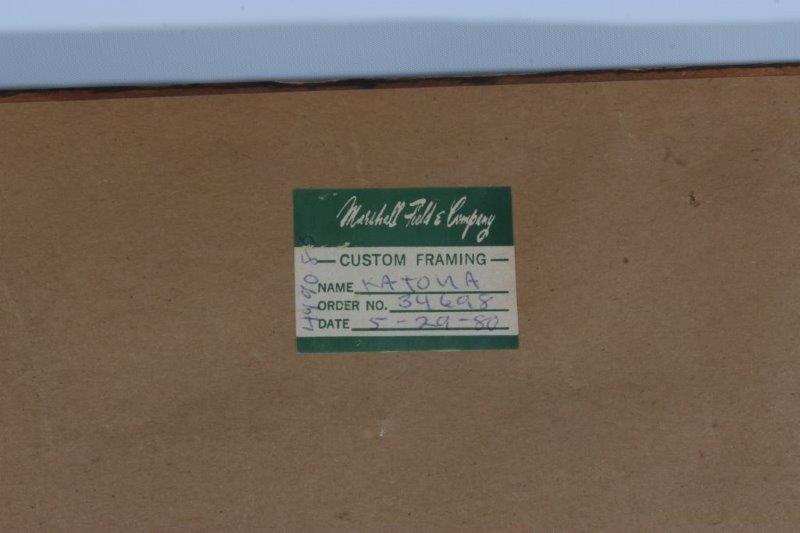 Marshall Field & Company
CUSTOM FRAMING
NAME KATONA
ORDER NO. 34698
DATE 5-29-80